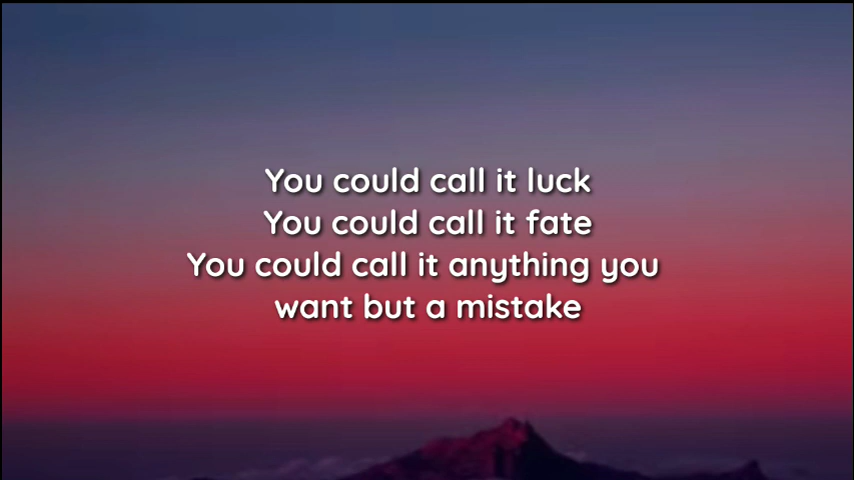 You could call it luck
You could call it fate
You could call it anything you
want but a mistake